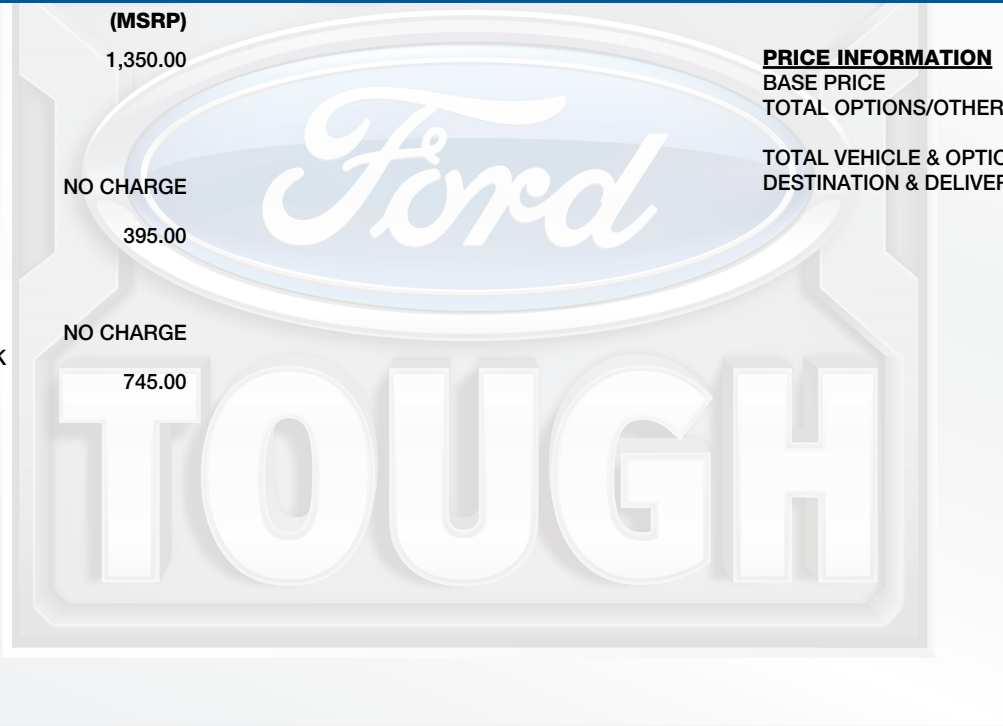 (MSRP)
1,350.00
NO CHARGE
395.00
NO CHARGE
K
745.00
PRICE INFORMATION
BASE PRICE
TOTAL OPTIONS/OTHER
TOTAL VEHICLE & OPTIO
DESTINATION & DELIVER
Ford
TOUGH